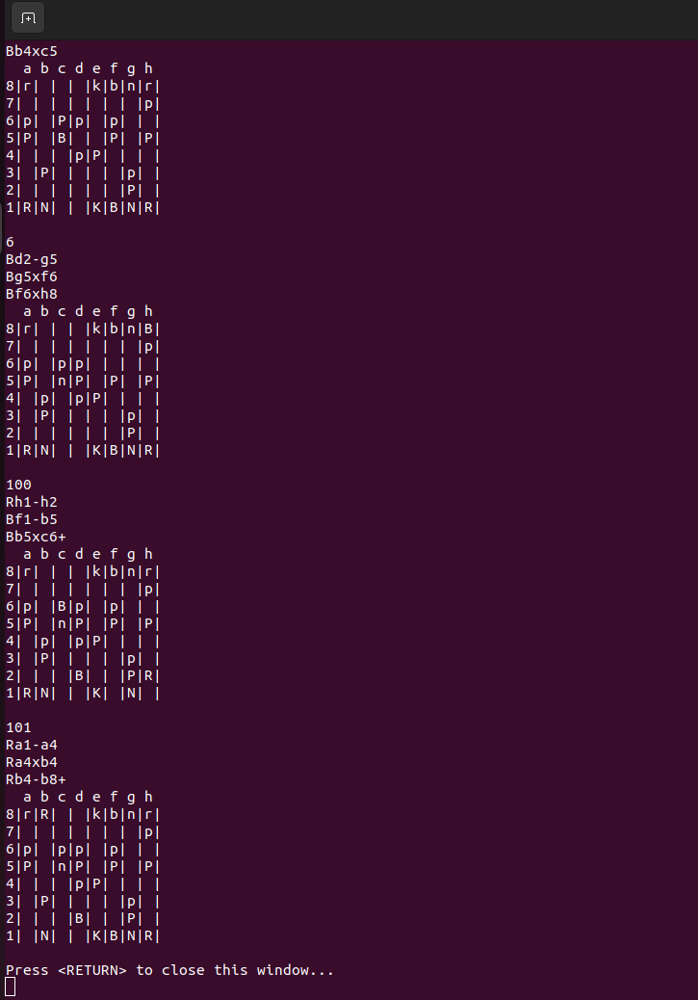 Bb4xc5
  a b c d e f g h
8|r| | | |k|b|n|r|
7| | | | | | | |p|
6|p| |P|p| |p| | |
5|P| |B| | |P| |P|
4| | | |p|P| | | |
3| |P| | | | |p| |
2| | | | | | |P| |
1|R|N| | |K|B|N|R|

6
Bd2-g5
Bg5xf6
Bf6xh8
  a b c d e f g h
8|r| | | |k|b|n|B|
7| | | | | | | |p|
6|p| |p|p| | | | |
5|P| |n|P| |P| |P|
4| |p| |p|P| | | |
3| |P| | | | |p| |
2| | | | | | |P| |
1|R|N| | |K|B|N|R|

100
Rh1-h2
Bf1-b5
Bb5xc6+
  a b c d e f g h
8|r| | | |k|b|n|r|
7| | | | | | | |p|
6|p| |B|p| |p| | |
5|P| |n|P| |P| |P|
4| |p| |p|P| | | |
3| |P| | | | |p| |
2| | | |B| | |P|R|
1|R|N| | |K| |N| |

101
Ra1-a4
Ra4xb4
Rb4-b8+
  a b c d e f g h
8|r|R| | |k|b|n|r|
7| | | | | | | |p|
6|p| |p|p| |p| | |
5|P| |n|P| |P| |P|
4| | | |p|P| | | |
3| |P| | | | |p| |
2| | | |B| | |P| |
1| |N| | |K|B|N|R|

Press <RETURN> to close this window...